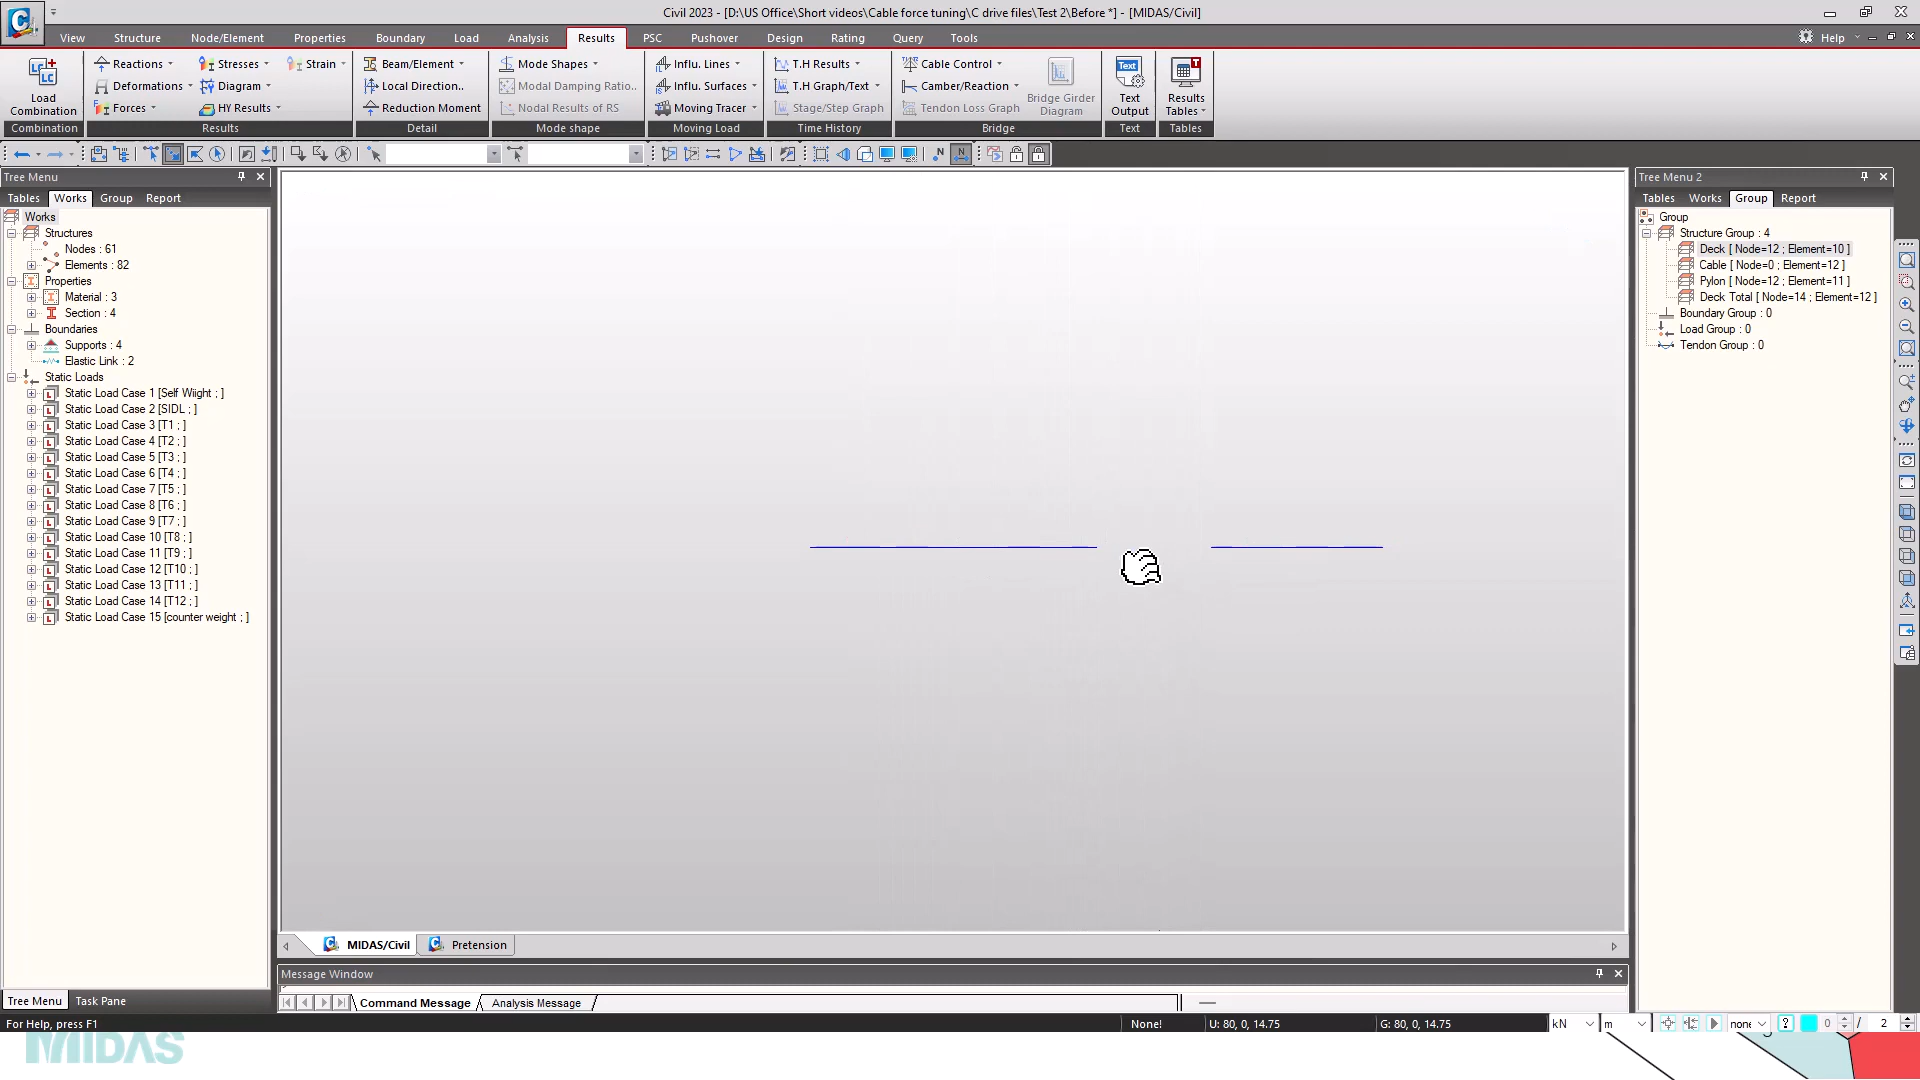 Civil 2023 - [D:\US Office\Short videos\Cable force tuning\C drive files\Test 2\Before *] - [MIDAS/Civil]
View Structure Node/Element Properties Boundary Load Analysis Results PSC Pushover Design Rating Query Tools Help
Reactions Stresses Strain Beam/Element Mode Shapes Influ. Lines T.H Results Cable Control
Deformations Diagram Local Direction.. Modal Damping Ratio.. Influ. Surfaces T.H Graph/Text Camber/Reaction
Forces HY Results Reduction Moment Nodal Results of RS Moving Tracer Stage/Step Graph Tendon Loss Graph
Load Combination
Bridge Girder Diagram
Text Output
Results Tables
Combination Results Detail Mode shape Moving Load Time History Bridge Text Tables
Tree Menu
Tables Works Group Report
Works
Structures
Nodes : 61
Elements : 82
Properties
Material : 3
Section : 4
Boundaries
Supports : 4
Elastic Link : 2
Static Loads
Static Load Case 1 [Self Wiight ; ]
Static Load Case 2 [SIDL ; ]
Static Load Case 3 [T1 ; ]
Static Load Case 4 [T2 ; ]
Static Load Case 5 [T3 ; ]
Static Load Case 6 [T4 ; ]
Static Load Case 7 [T5 ; ]
Static Load Case 8 [T6 ; ]
Static Load Case 9 [T7 ; ]
Static Load Case 10 [T8 ; ]
Static Load Case 11 [T9 ; ]
Static Load Case 12 [T10 ; ]
Static Load Case 13 [T11 ; ]
Static Load Case 14 [T12 ; ]
Static Load Case 15 [counter weight ; ]
Tree Menu Task Pane
Tree Menu 2
Tables Works Group Report
Group
Structure Group : 4
Deck [ Node=12 ; Element=10 ]
Cable [ Node=0 ; Element=12 ]
Pylon [ Node=12 ; Element=11 ]
Deck Total [ Node=14 ; Element=12 ]
Boundary Group : 0
Load Group : 0
Tendon Group : 0
MIDAS/Civil Pretension
Message Window
Command Message Analysis Message
For Help, press F1
None! U: 80, 0, 14.75 G: 80, 0, 14.75 kN m none ? 0 / 2
MIDAS